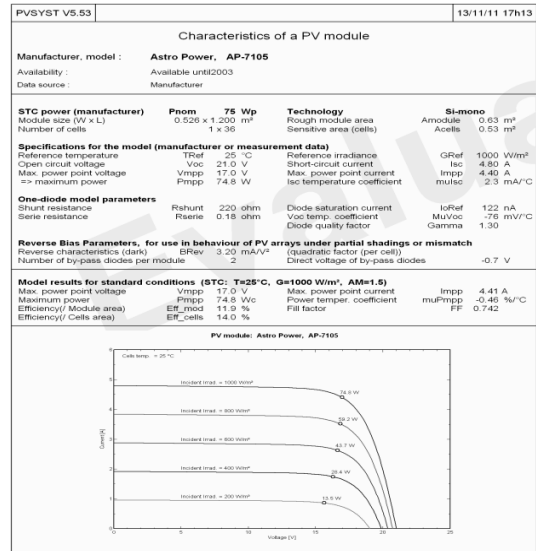 PVSYST V5.53 13/11/11 17h13
Characteristics of a PV module
Manufacturer, model : Astro Power, AP-7105
Availability : Available until2003
Data source : Manufacturer
STC power (manufacturer) Pnom 75 Wp Technology Si-mono
Module size (W x L) 0.526 x 1.200 m² Rough module area Amodule 0.63 m²
Number of cells 1 x 36 Sensitive area (cells) Acells 0.53 m²
Specifications for the model (manufacturer or measurement data)
Reference temperature TRef 25 °C Reference irradiance GRef 1000 W/m²
Open circuit voltage Voc 21.0 V Short-circuit current Isc 4.80 A
Max. power point voltage Vmpp 17.0 V Max. power point current Impp 4.40 A
=> maximum power Pmpp 74.8 W Isc temperature coefficient muIsc 2.3 mA/°C
One-diode model parameters
Shunt resistance Rshunt 220 ohm Diode saturation current IoRef 122 nA
Serie resistance Rserie 0.18 ohm Voc temp. coefficient MuVoc -76 mV/°C
Diode quality factor Gamma 1.30
Reverse Bias Parameters, for use in behaviour of PV arrays under partial shadings or mismatch
Reverse characteristics (dark) BRev 3.20 mA/V² (quadratic factor (per cell))
Number of by-pass diodes per module 2 Direct voltage of by-pass diodes -0.7 V
Model results for standard conditions (STC: T=25°C, G=1000 W/m², AM=1.5)
Max. power point voltage Vmpp 17.0 V Max. power point current Impp 4.41 A
Maximum power Pmpp 74.8 Wc Power temper. coefficient muPmpp -0.46 %/°C
Efficiency(/ Module area) Eff_mod 11.9 % Fill factor FF 0.742
Efficiency(/ Cells area) Eff_cells 14.0 %
PV module: Astro Power, AP-7105
Cells temp. = 25 °C
Incident Irrad. = 1000 W/m²
74.8 W
Incident Irrad. = 800 W/m²
59.2 W
Incident Irrad. = 600 W/m²
43.7 W
Incident Irrad. = 400 W/m²
28.4 W
Incident Irrad. = 200 W/m²
13.6 W
Current [A]
6
5
4
3
2
1
0
0 5 10 15 20 25
Voltage [V]
Evalua